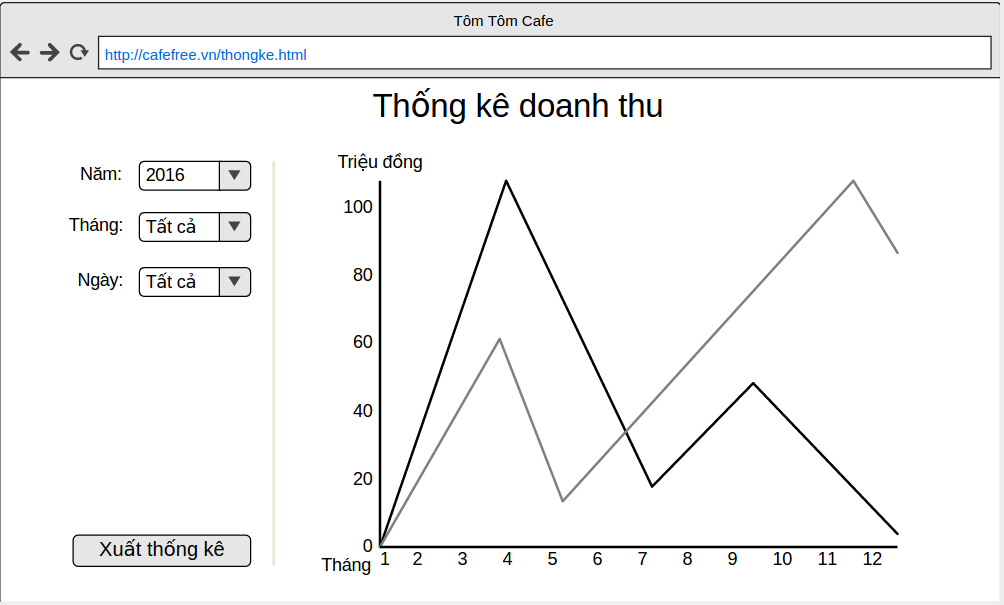 Tôm Tôm Cafe
http://cafefree.vn/thongke.html
Thống kê doanh thu
Năm: 2016
Tháng: Tất cả
Ngày: Tất cả
Xuất thống kê
Triệu đồng
100
80
60
40
20
0
Tháng 1 2 3 4 5 6 7 8 9 10 11 12